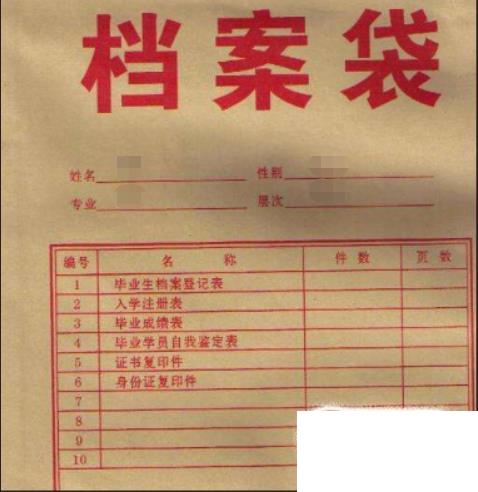 档案袋
姓名 性别
专业 层次
编号 名称 件数 页数
1 毕业生档案登记表
2 入学注册表
3 毕业成绩表
4 毕业学员自我鉴定表
5 证书复印件
6 身份证复印件
7
8
9
10